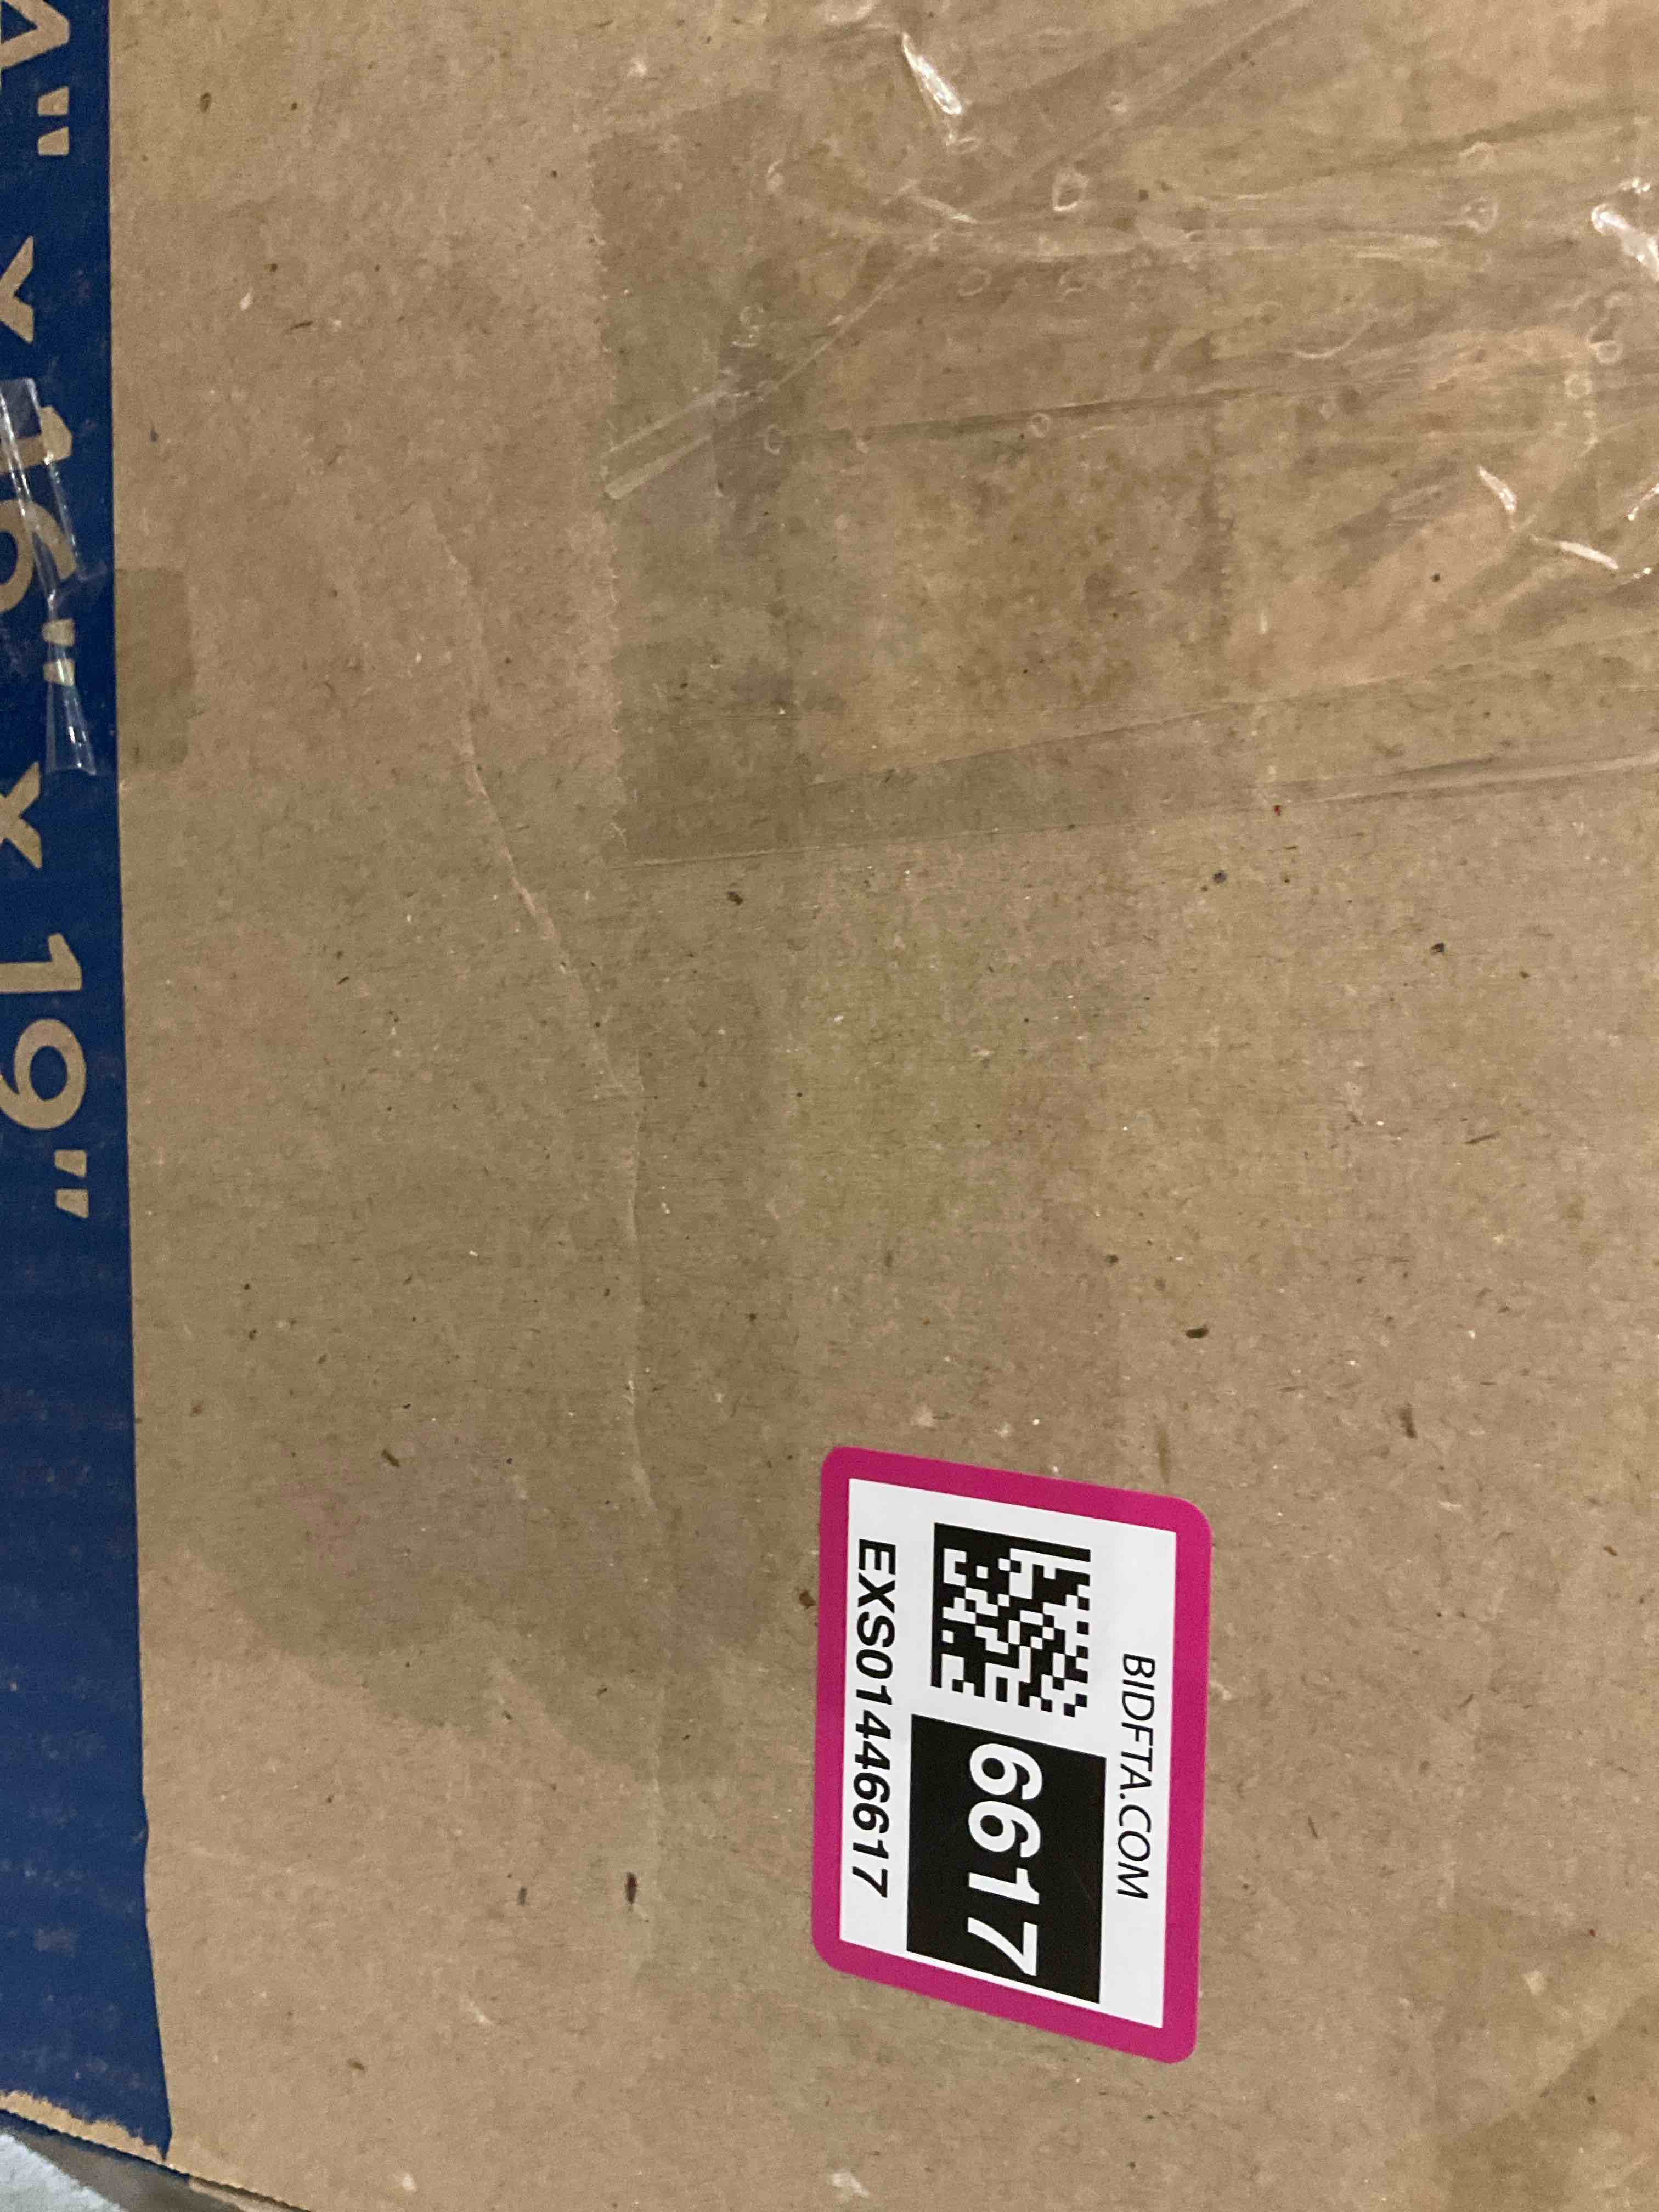 x 16" x 19"
BIDFTA.COM
6617
EXS01446617